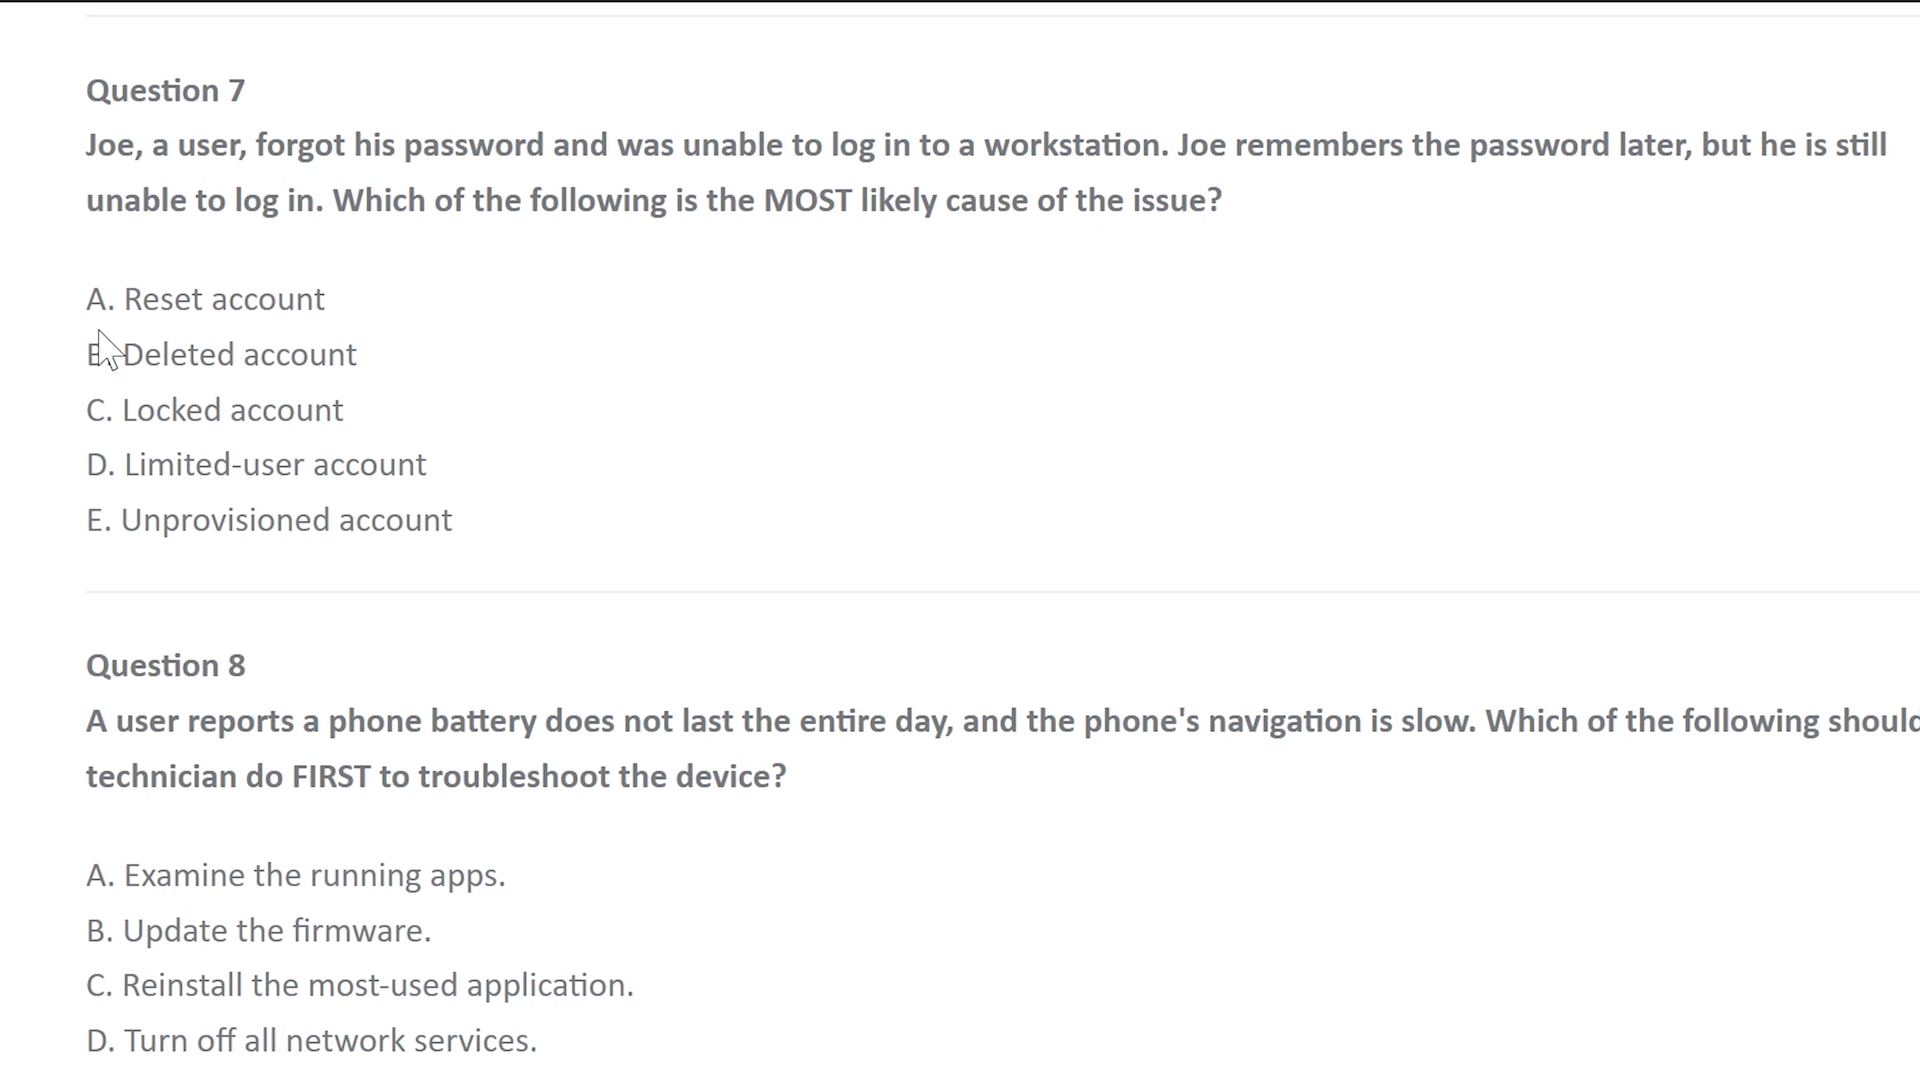 Question 7
Joe, a user, forgot his password and was unable to log in to a workstation. Joe remembers the password later, but he is still
unable to log in. Which of the following is the MOST likely cause of the issue?
A. Reset account
B. Deleted account
C. Locked account
D. Limited-user account
E. Unprovisioned account
Question 8
A user reports a phone battery does not last the entire day, and the phone's navigation is slow. Which of the following should
technician do FIRST to troubleshoot the device?
A. Examine the running apps.
B. Update the firmware.
C. Reinstall the most-used application.
D. Turn off all network services.